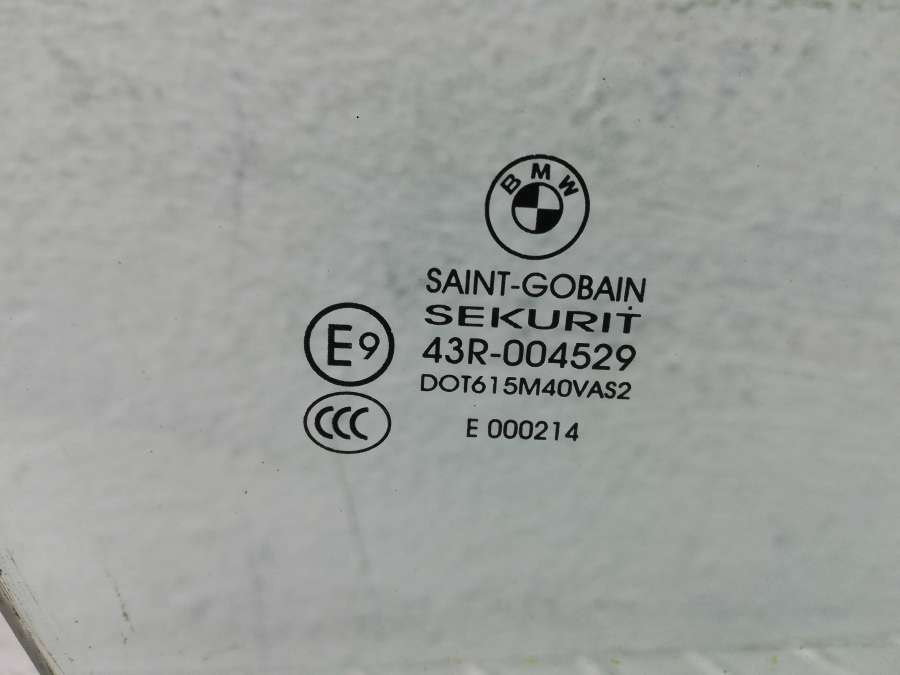 BMW
SAINT-GOBAIN
SEKURIT
E9
43R-004529
DOT615M40VAS2
CCC
E 000214